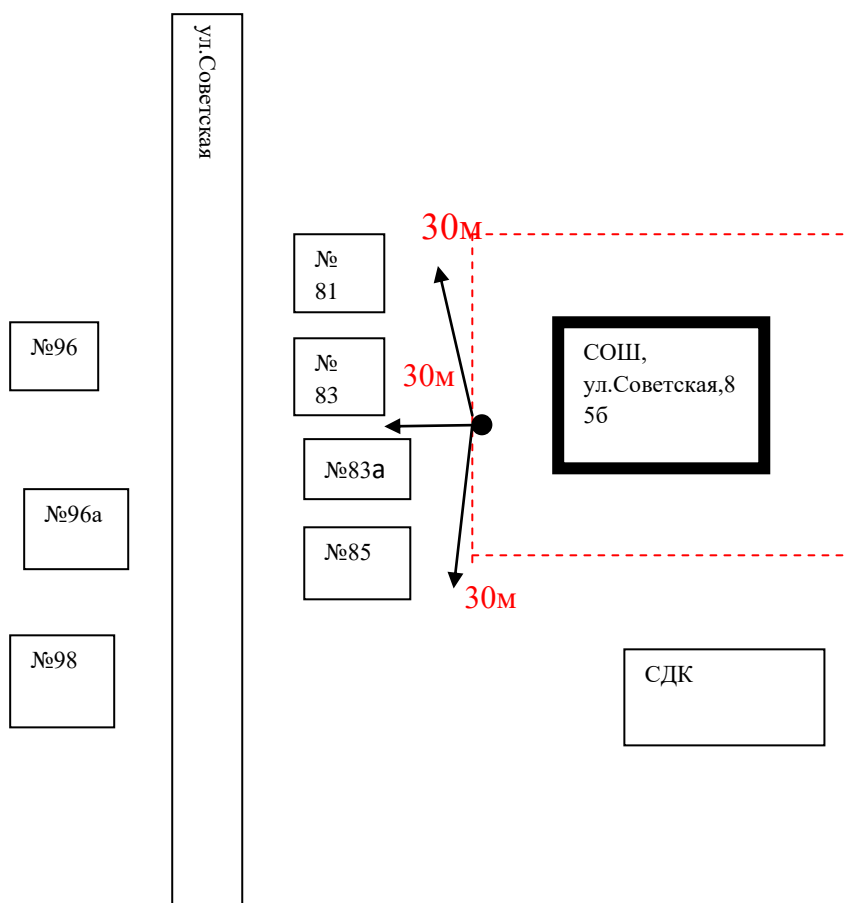 ул.Советская
30м
№
81
№96
СОШ,
ул.Советская,8
5б
№
83
30м
№83а
№96а
№85
30м
№98
СДК